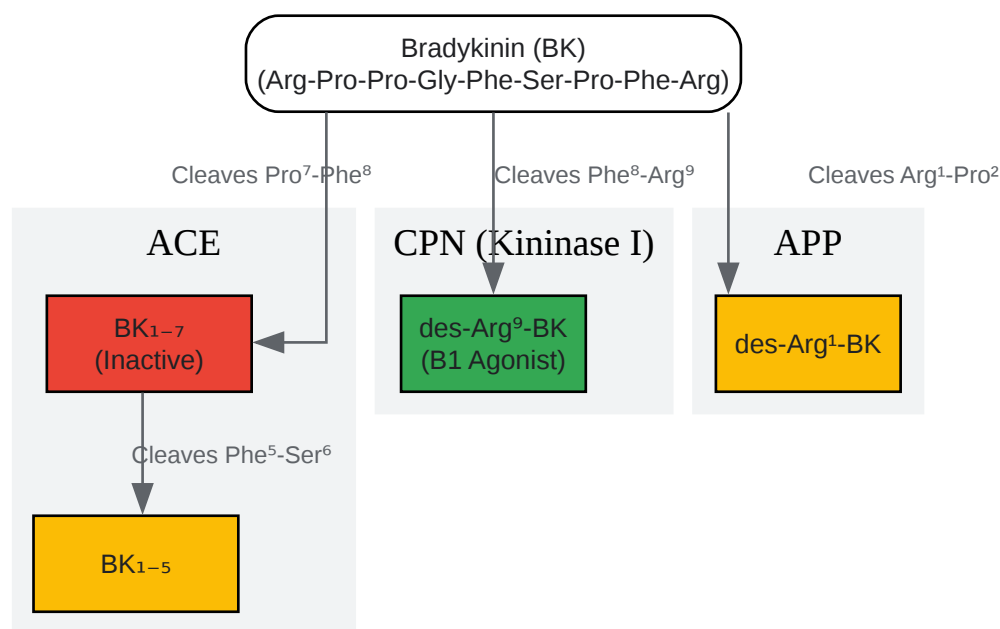 Bradykinin (BK)
(Arg-Pro-Pro-Gly-Phe-Ser-Pro-Phe-Arg)
Cleaves Pro⁷-Phe⁸
Cleaves Phe⁸-Arg⁹
Cleaves Arg¹-Pro²
ACE
CPN (Kininase I)
APP
BK₁₋₇
(Inactive)
des-Arg⁹-BK
(B1 Agonist)
des-Arg¹-BK
Cleaves Phe⁵-Ser⁶
BK₁₋₅